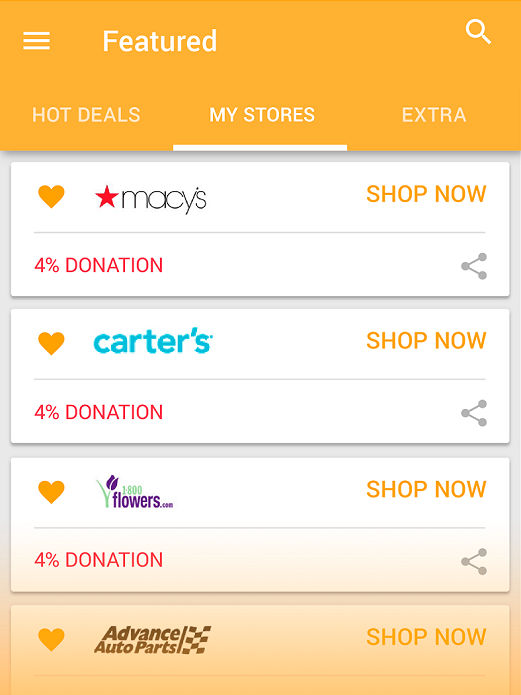 Featured
HOT DEALS MY STORES EXTRA
macy's SHOP NOW
4% DONATION
carter's SHOP NOW
4% DONATION
1·800
flowers.com SHOP NOW
4% DONATION
Advance
Auto Parts SHOP NOW